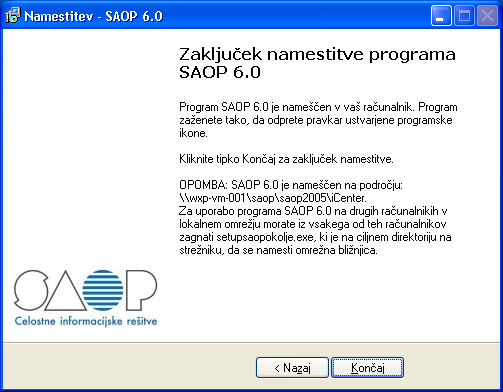 Namestitev - SAOP 6.0
Zaključek namestitve programa
SAOP 6.0
Program SAOP 6.0 je nameščen v vaš računalnik. Program
zaženete tako, da odprete pravkar ustvarjene programske
ikone.
Kliknite tipko Končaj za zaključek namestitve.
OPOMBA: SAOP 6.0 je nameščen na področju:
\\wxp-vm-001\saop\saop2005\iCenter.
Za uporabo programa SAOP 6.0 na drugih računalnikih v
lokalnem omrežju morate iz vsakega od teh računalnikov
zagnati setupsaopokolje.exe, ki je na ciljnem direktoriju na
strežniku, da se namesti omrežna bližnjica.
SAOP
Celostne informacijske rešitve
< Nazaj
Končaj